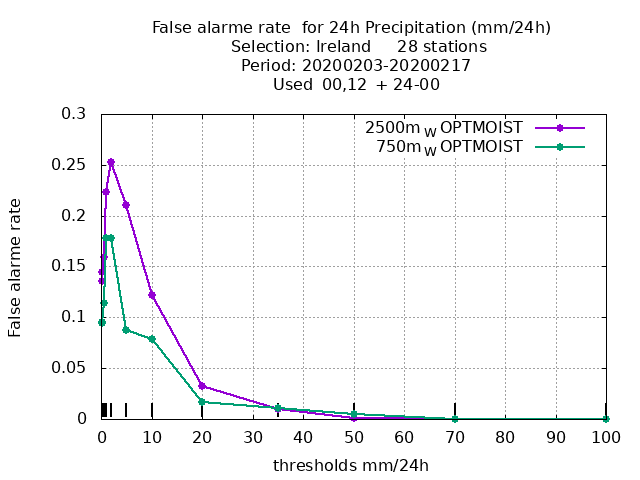 False alarme rate  for 24h Precipitation (mm/24h)
Selection: Ireland     28 stations
Period: 20200203-20200217
Used  00,12  + 24-00
2500m W OPTMOIST
750m W OPTMOIST
False alarme rate
0.3
0.25
0.2
0.15
0.1
0.05
0
0 10 20 30 40 50 60 70 80 90 100
thresholds mm/24h